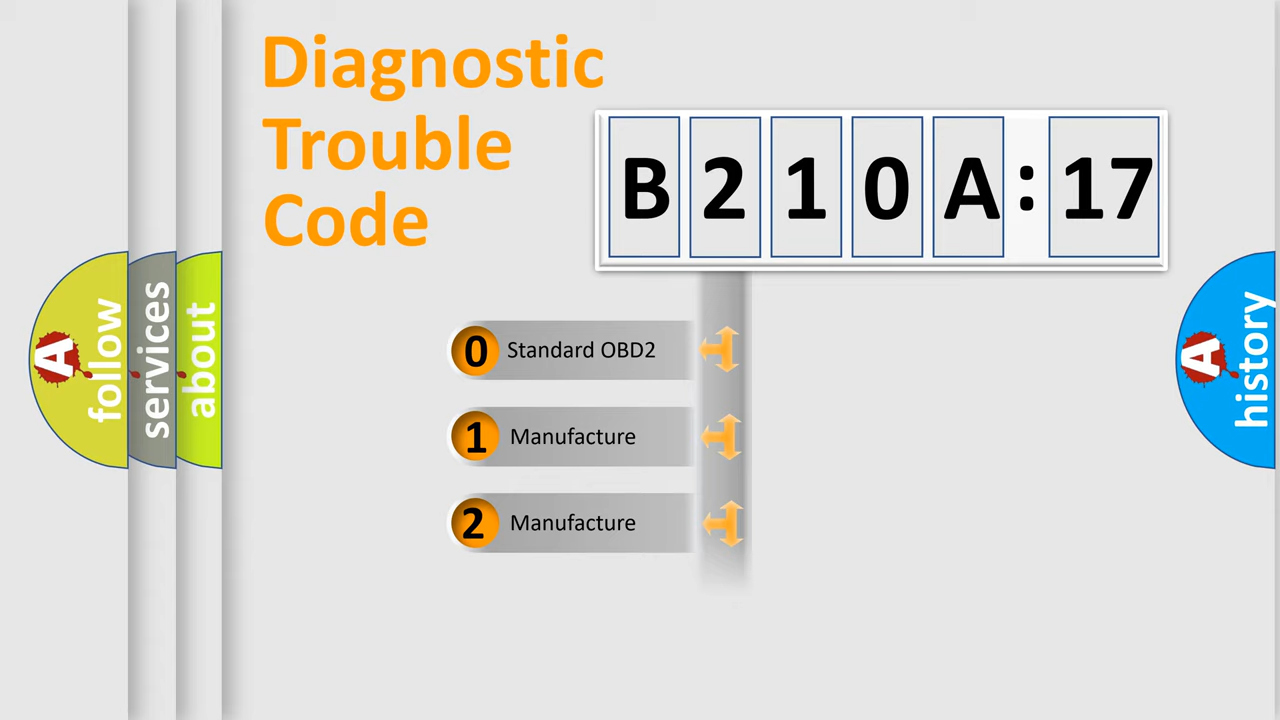 Diagnostic
Trouble
Code
B 2 1 0 A : 17
0 Standard OBD2
1 Manufacture
2 Manufacture
A follow
services
about
A history